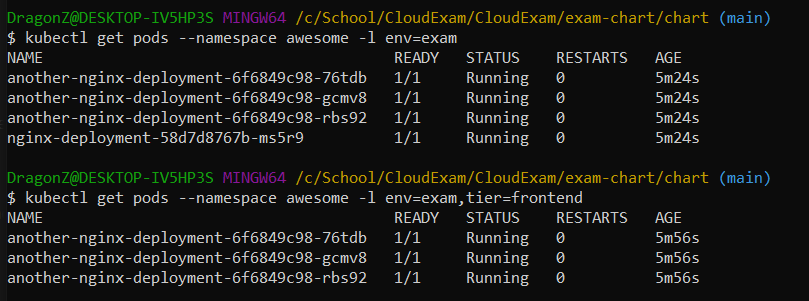 DragonZ@DESKTOP-IV5HP3S MINGW64 /c/School/CloudExam/CloudExam/exam-chart/chart (main)
$ kubectl get pods --namespace awesome -l env=exam
NAME READY STATUS RESTARTS AGE
another-nginx-deployment-6f6849c98-76tdb 1/1 Running 0 5m24s
another-nginx-deployment-6f6849c98-gcmv8 1/1 Running 0 5m24s
another-nginx-deployment-6f6849c98-rbs92 1/1 Running 0 5m24s
nginx-deployment-58d7d8767b-ms5r9 1/1 Running 0 5m24s
DragonZ@DESKTOP-IV5HP3S MINGW64 /c/School/CloudExam/CloudExam/exam-chart/chart (main)
$ kubectl get pods --namespace awesome -l env=exam,tier=frontend
NAME READY STATUS RESTARTS AGE
another-nginx-deployment-6f6849c98-76tdb 1/1 Running 0 5m56s
another-nginx-deployment-6f6849c98-gcmv8 1/1 Running 0 5m56s
another-nginx-deployment-6f6849c98-rbs92 1/1 Running 0 5m56s